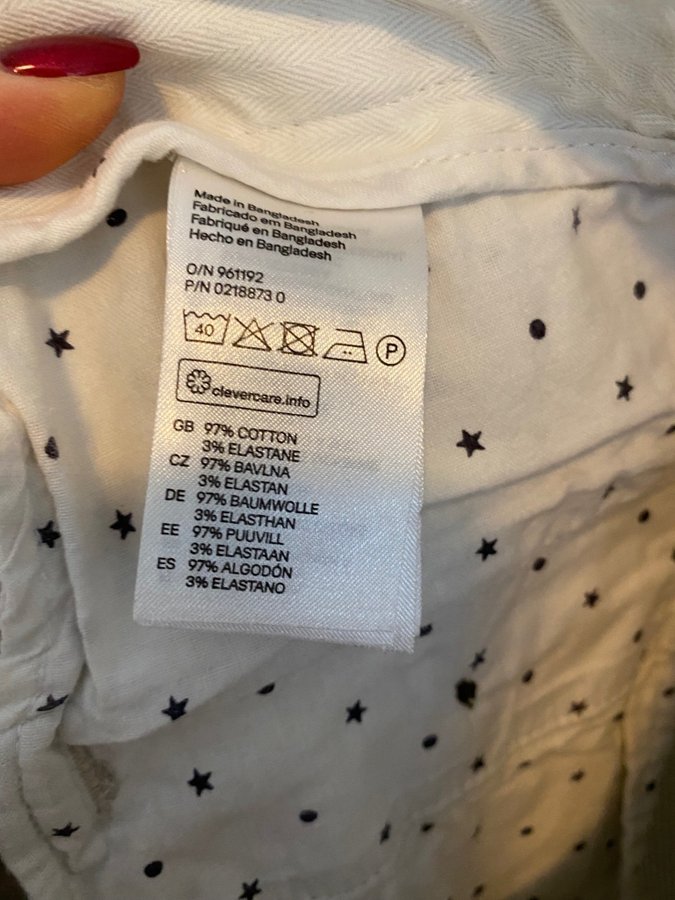 Made in Bangladesh
Fabricado em Bangladesh
Fabriqué en Bangladesh
Hecho en Bangladesh
O/N 961192
P/N 0218873 0
40 P
clevercare.info
GB 97% COTTON
3% ELASTANE
CZ 97% BAVLNA
3% ELASTAN
DE 97% BAUMWOLLE
3% ELASTHAN
EE 97% PUUVILL
3% ELASTAAN
ES 97% ALGODÓN
3% ELASTANO